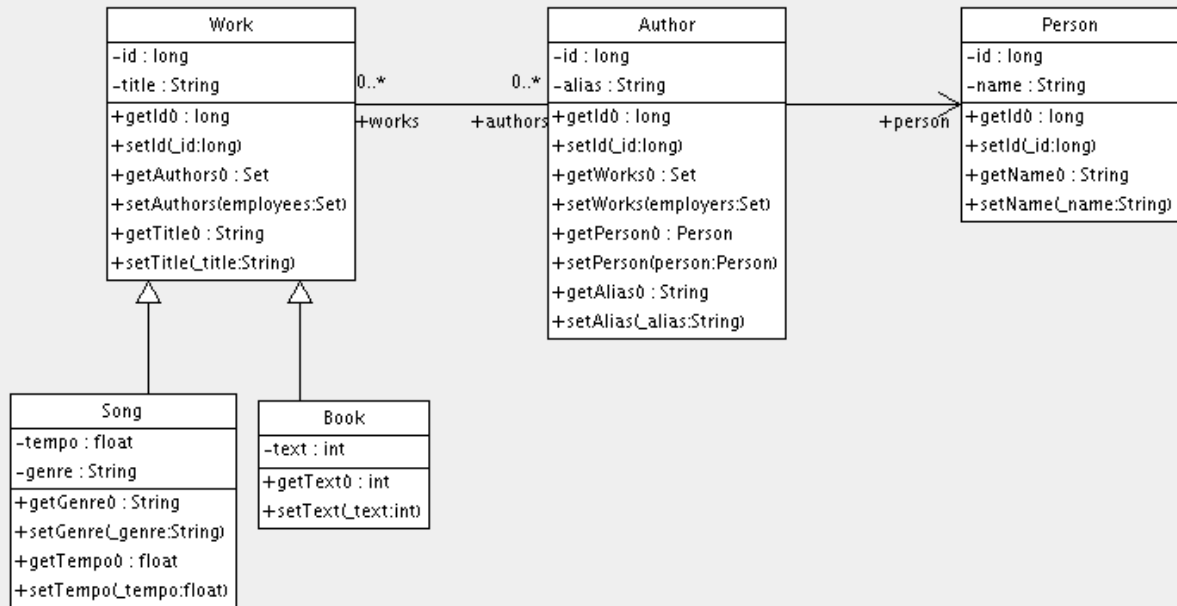 Work
-id : long
-title : String
+getId() : long
+setId(_id:long)
+getAuthors() : Set
+setAuthors(employees:Set)
+getTitle() : String
+setTitle(_title:String)
0..*
+works
0..*
+authors
Author
-id : long
-alias : String
+getId() : long
+setId(_id:long)
+getWorks() : Set
+setWorks(employers:Set)
+getPerson() : Person
+setPerson(person:Person)
+getAlias() : String
+setAlias(_alias:String)
+person
Person
-id : long
-name : String
+getId() : long
+setId(_id:long)
+getName() : String
+setName(_name:String)
Song
-tempo : float
-genre : String
+getGenre() : String
+setGenre(_genre:String)
+getTempo() : float
+setTempo(_tempo:float)
Book
-text : int
+getText() : int
+setText(_text:int)